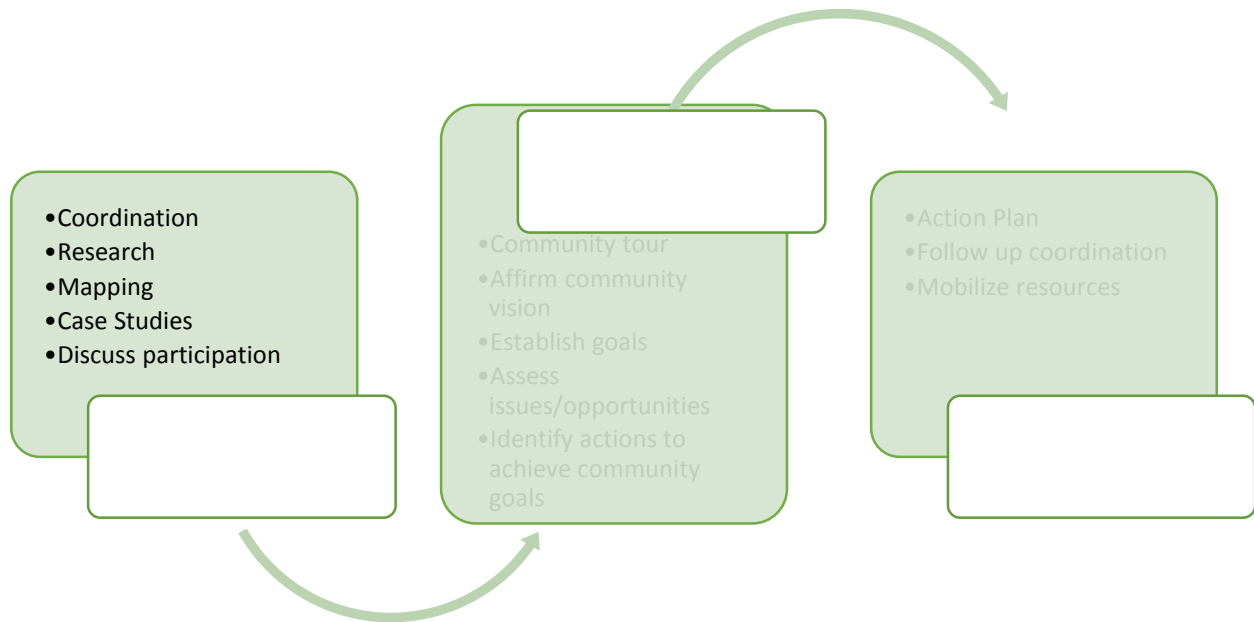 •Coordination
•Research
•Mapping
•Case Studies
•Discuss participation
•Community tour
•Affirm community
vision
•Establish goals
•Assess
issues/opportunities
•Identify actions to
achieve community
goals
•Action Plan
•Follow up coordination
•Mobilize resources